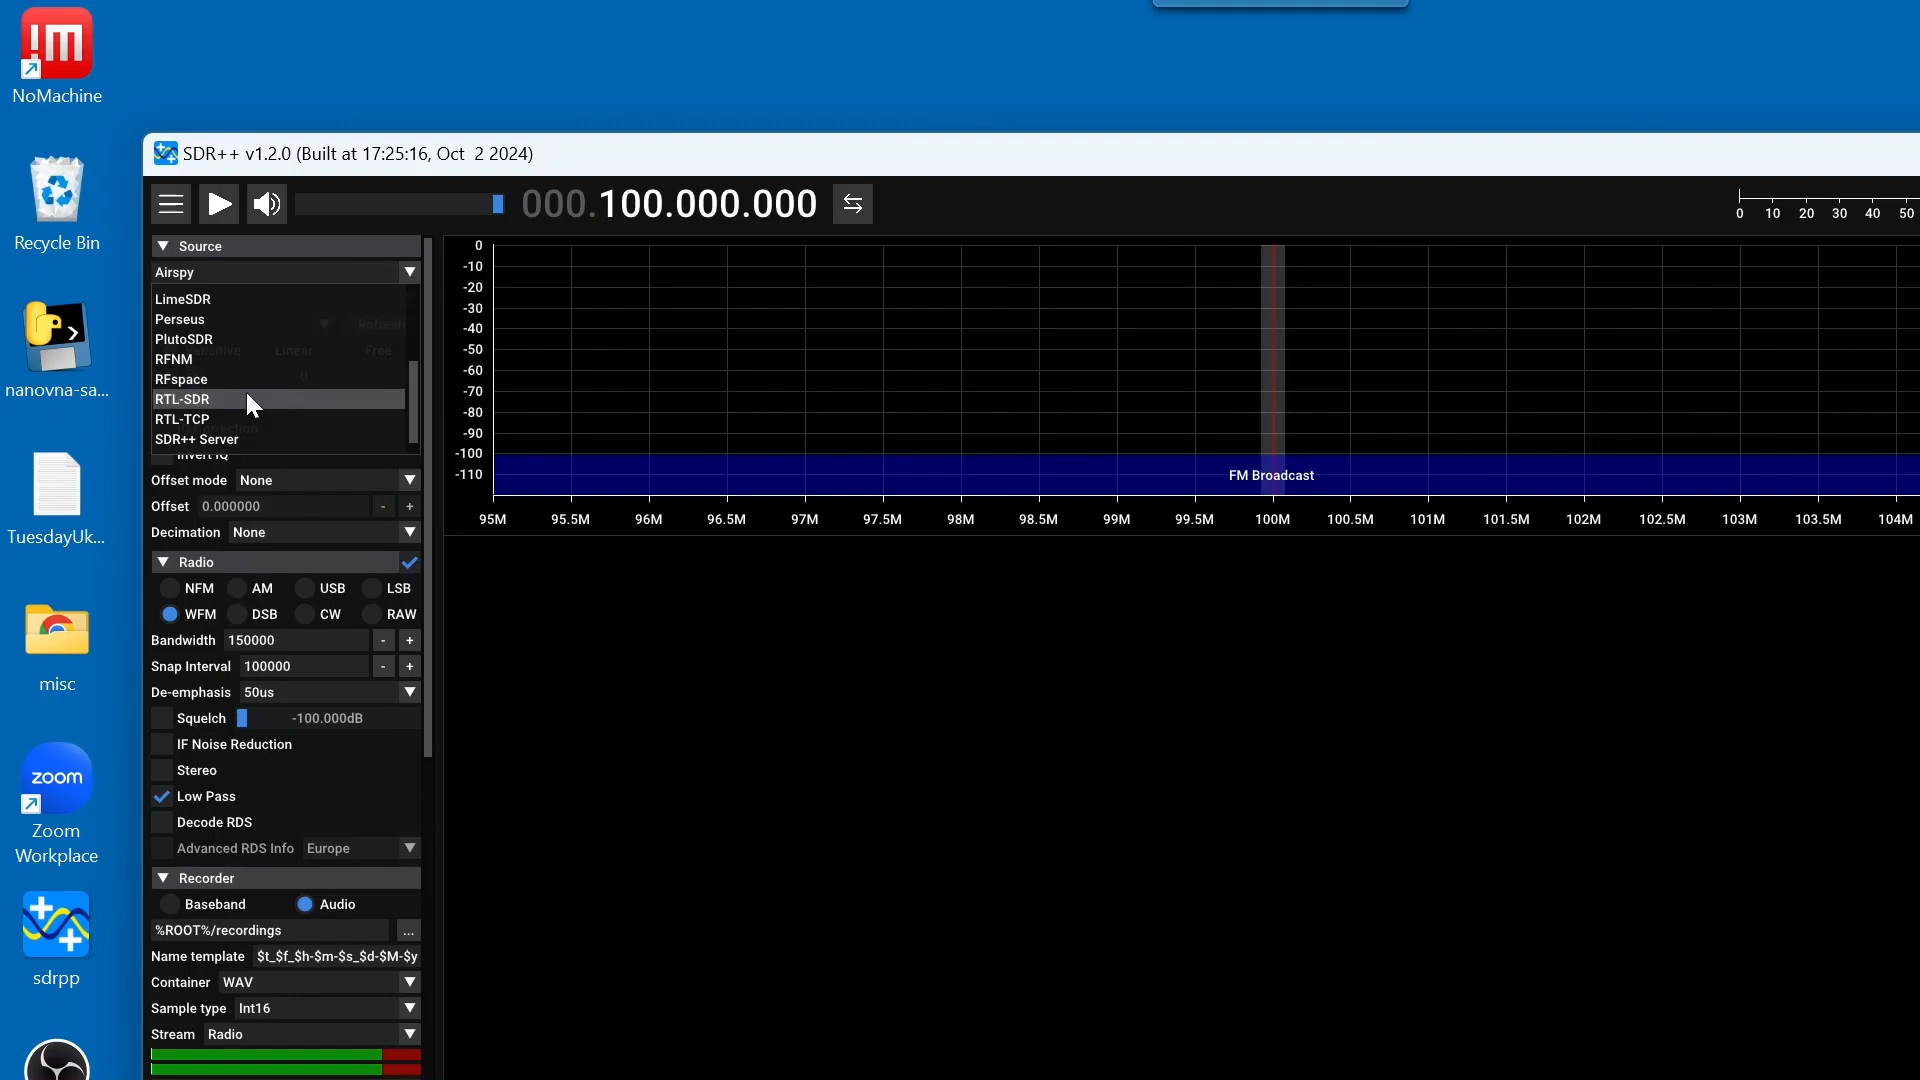 !M
NoMachine
Recycle Bin
nanovna-sa...
TuesdayUk...
misc
zoom
Zoom
Workplace
sdrpp
SDR++ v1.2.0 (Built at 17:25:16, Oct  2 2024)
000.100.000.000
0 10 20 30 40 50
Source
Airspy
LimeSDR
Perseus
PlutoSDR
RFNM
RFspace
RTL-SDR
RTL-TCP
SDR++ Server
Invert IQ
Offset mode None
Offset 0.000000 - +
Decimation None
Radio
NFM AM USB LSB
WFM DSB CW RAW
Bandwidth 150000 - +
Snap Interval 100000 - +
De-emphasis 50us
Squelch -100.000dB
IF Noise Reduction
Stereo
Low Pass
Decode RDS
Advanced RDS Info Europe
Recorder
Baseband Audio
%ROOT%/recordings ...
Name template $t_$f_$h-$m-$s_$d-$M-$y
Container WAV
Sample type Int16
Stream Radio
0
-10
-20
-30
-40
-50
-60
-70
-80
-90
-100
-110
FM Broadcast
95M 95.5M 96M 96.5M 97M 97.5M 98M 98.5M 99M 99.5M 100M 100.5M 101M 101.5M 102M 102.5M 103M 103.5M 104M